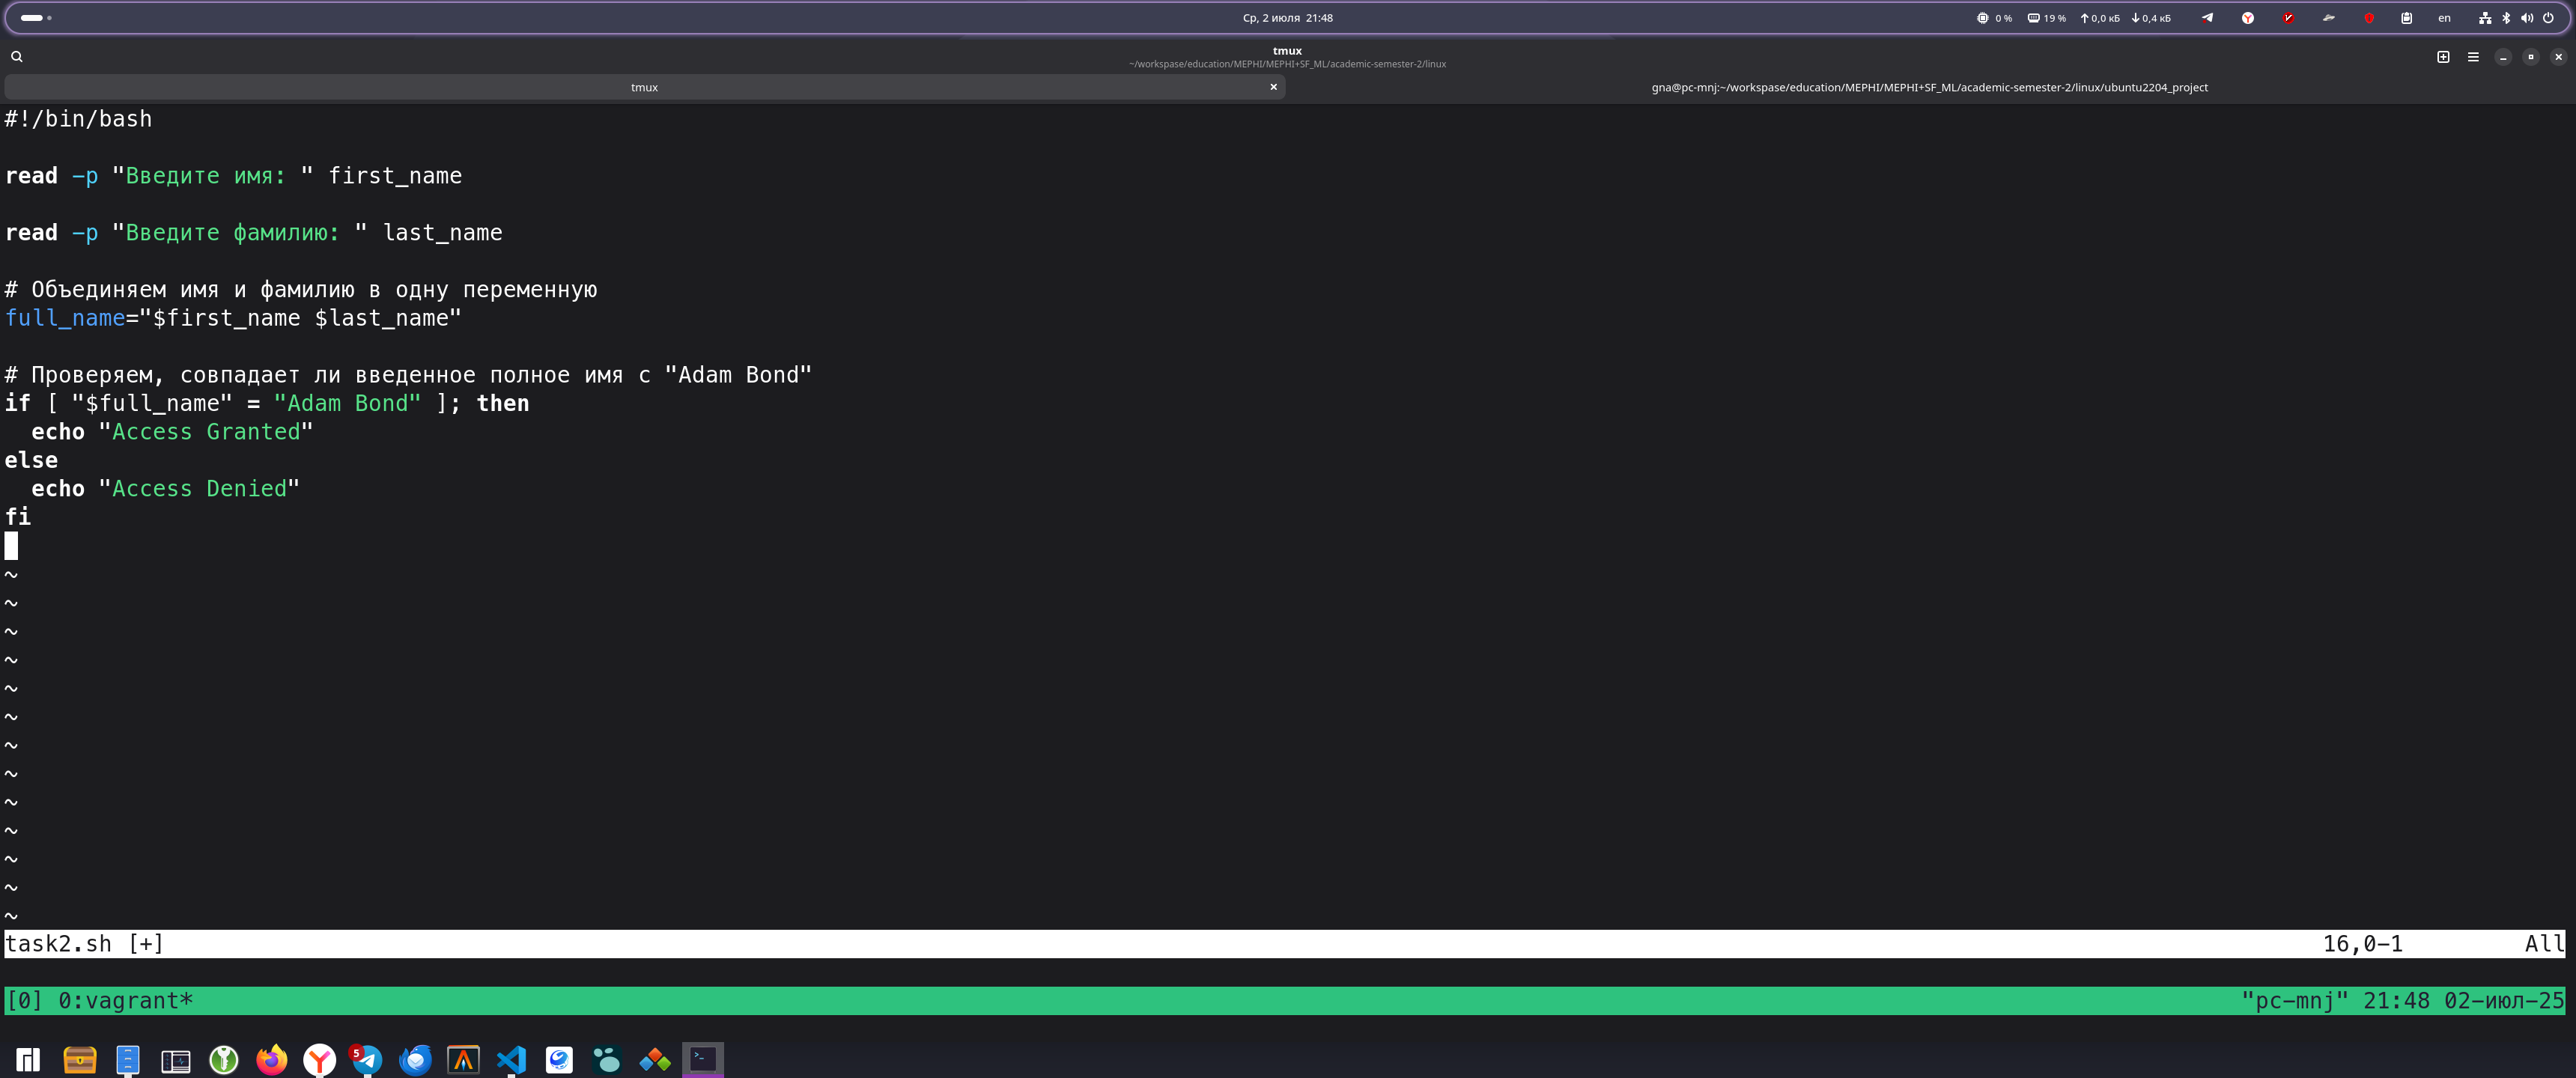 Ср, 2 июля 21:48
0 % 19 % 0,0 кБ 0,4 кБ en
tmux
~/workspase/education/MEPHI/MEPHI+SF_ML/academic-semester-2/linux
tmux
gna@pc-mnj:~/workspase/education/MEPHI/MEPHI+SF_ML/academic-semester-2/linux/ubuntu2204_project
#!/bin/bash
read -p "Введите имя: " first_name
read -p "Введите фамилию: " last_name
# Объединяем имя и фамилию в одну переменную
full_name="$first_name $last_name"
# Проверяем, совпадает ли введенное полное имя с "Adam Bond"
if [ "$full_name" = "Adam Bond" ]; then
  echo "Access Granted"
else
  echo "Access Denied"
fi
~
~
~
~
~
~
~
~
~
~
~
~
~
task2.sh [+] 16,0-1 All
[0] 0:vagrant* "pc-mnj" 21:48 02-июл-25
5